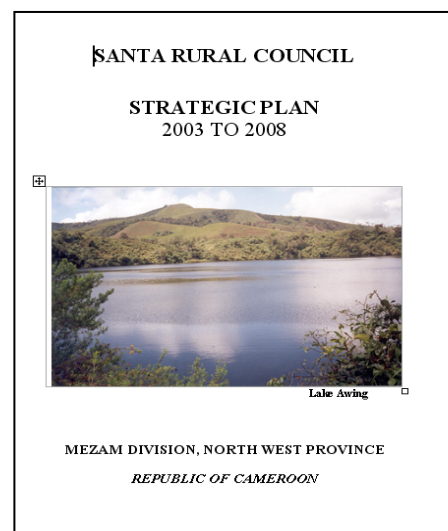 SANTA RURAL COUNCIL
STRATEGIC PLAN
2003 TO 2008
Lake Awing
MEZAM DIVISION, NORTH WEST PROVINCE
REPUBLIC OF CAMEROON